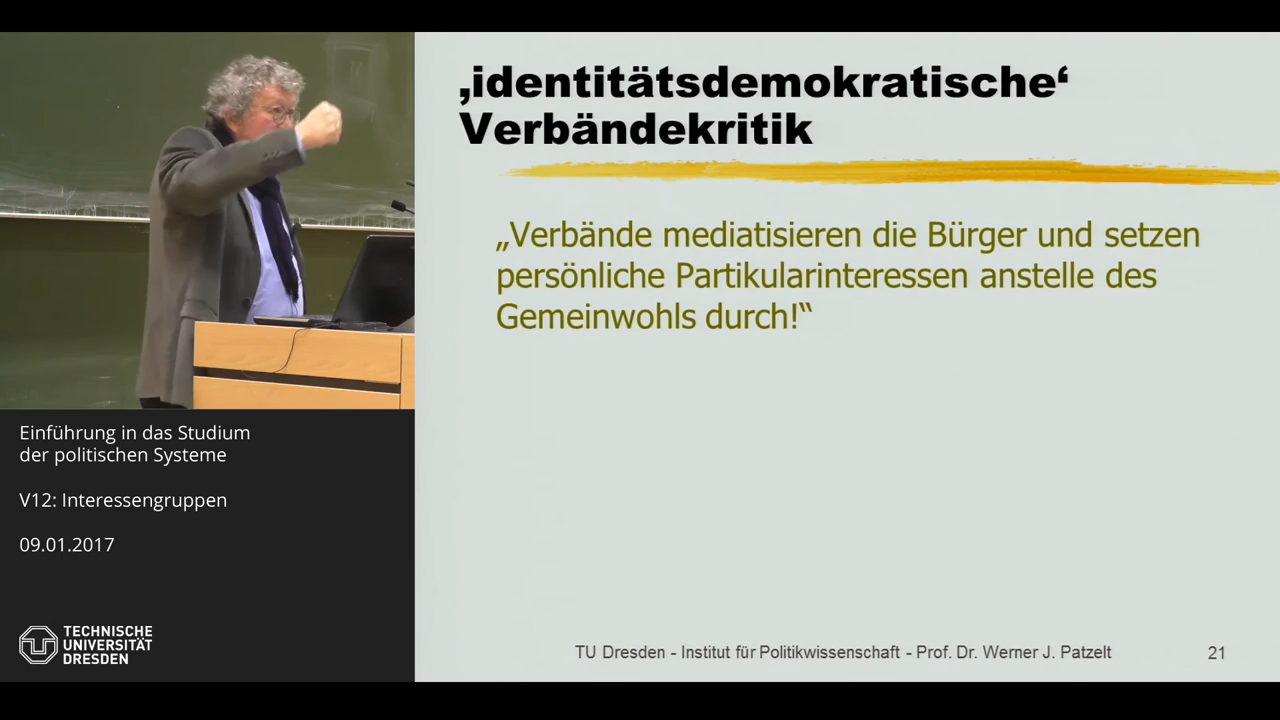 ‚identitätsdemokratische‘
Verbändekritik
„Verbände mediatisieren die Bürger und setzen
persönliche Partikularinteressen anstelle des
Gemeinwohls durch!“
Einführung in das Studium
der politischen Systeme
V12: Interessengruppen
09.01.2017
TECHNISCHE
UNIVERSITÄT
DRESDEN
TU Dresden - Institut für Politikwissenschaft - Prof. Dr. Werner J. Patzelt
21